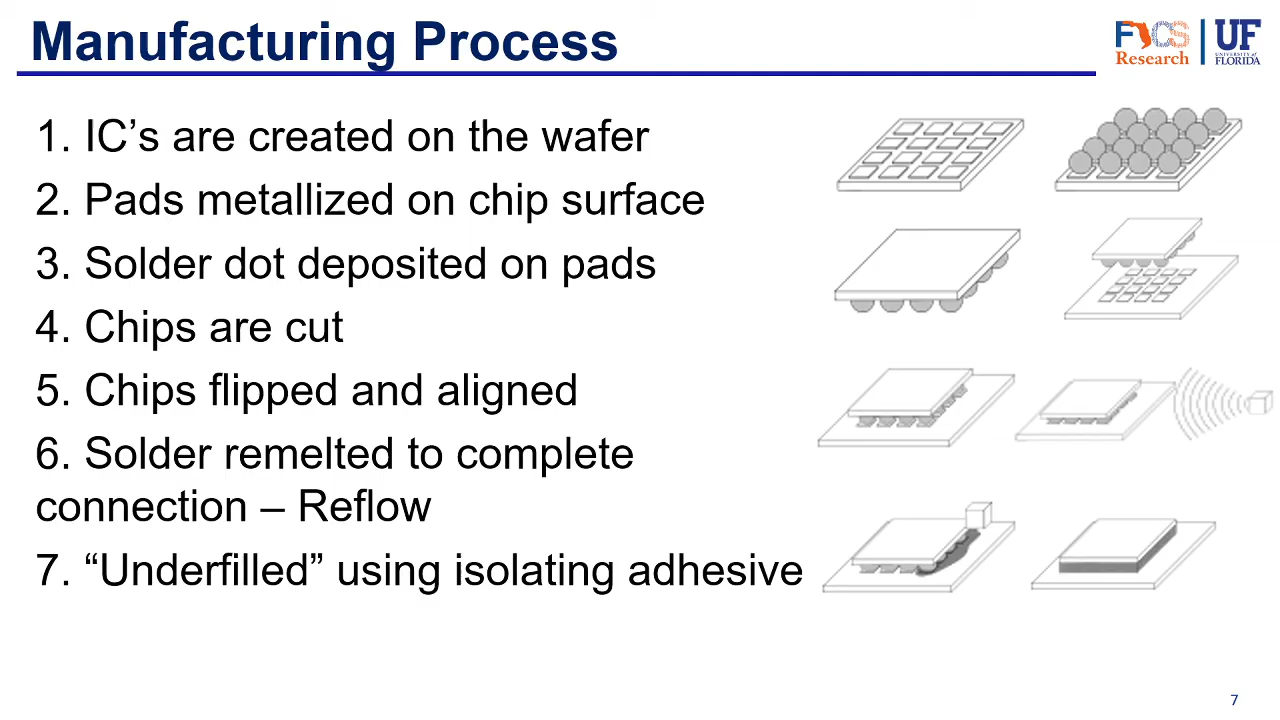 Manufacturing Process
FICS
Research
UF
UNIVERSITY of
FLORIDA
1. IC’s are created on the wafer
2. Pads metallized on chip surface
3. Solder dot deposited on pads
4. Chips are cut
5. Chips flipped and aligned
6. Solder remelted to complete
connection – Reflow
7. “Underfilled” using isolating adhesive
7